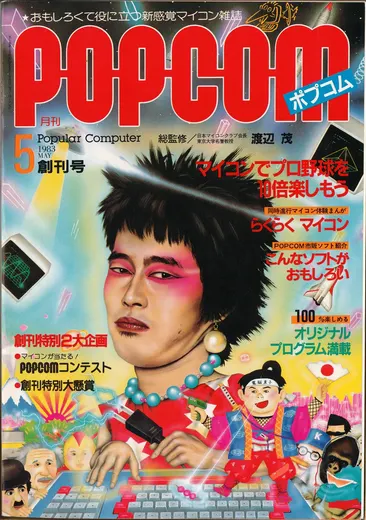 ★おもしろくて役に立つ新感覚マイコン雑誌
POPCOM
ポプコム
月刊
Popular Computer
5
1983
MAY
創刊号
総監修/
日本マイコンクラブ会長
東京大学名誉教授
渡辺 茂
マイコンでプロ野球を
10倍楽しもう
同時進行マイコン体験まんが
らくらく マイコン
POPCOM市販ソフト紹介
こんなソフトが
おもしろい
100%楽しめる
オリジナル
プログラム満載
創刊特別2大企画
●マイコンが当たる!
POPCOMコンテスト
●創刊特別大懸賞
K